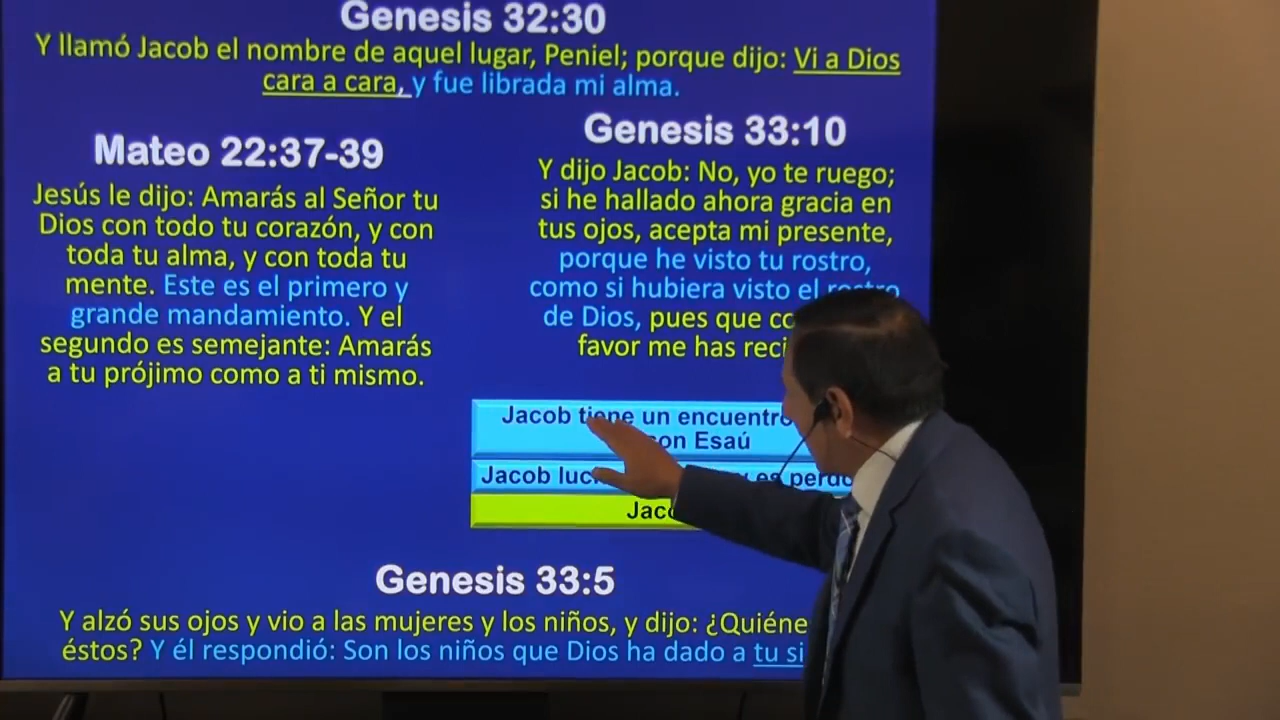 Genesis 32:30
Y llamó Jacob el nombre de aquel lugar, Peniel; porque dijo: Vi a Dios
cara a cara, y fue librada mi alma.
Mateo 22:37-39
Jesús le dijo: Amarás al Señor tu
Dios con todo tu corazón, y con
toda tu alma, y con toda tu
mente. Este es el primero y
grande mandamiento. Y el
segundo es semejante: Amarás
a tu prójimo como a ti mismo.
Genesis 33:10
Y dijo Jacob: No, yo te ruego;
si he hallado ahora gracia en
tus ojos, acepta mi presente,
porque he visto tu rostro,
como si hubiera visto el rostro
de Dios, pues que
favor me has
Jacob tiene un encuentro
con Esaú
Jacob
Genesis 33:5
Y alzó sus ojos y vio a las mujeres y los niños, y dijo:
éstos? Y él respondió: Son los niños que Dios ha dado a tu